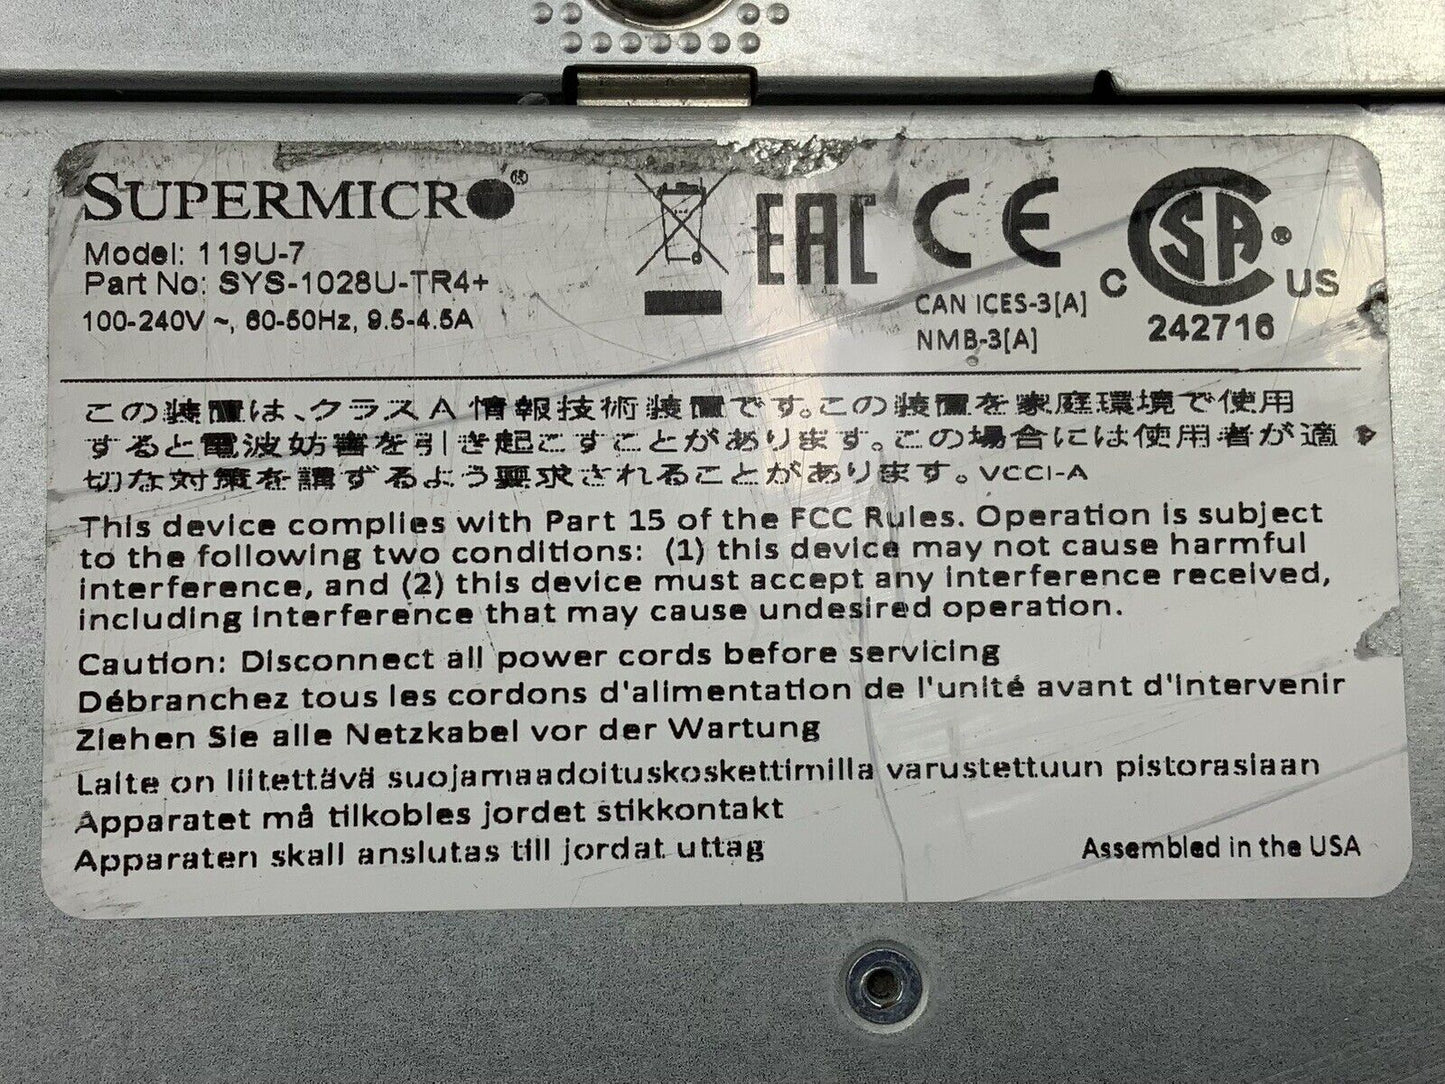 SUPERMICRO®
Model: 119U-7
Part No: SYS-1028U-TR4+
100-240V ~, 60-50Hz, 9.5-4.5A
EAC CE
CAN ICES-3[A]
NMB-3[A]
C CSA ® US
242716
この装置は、クラスA情報技術装置です。この装置を家庭環境で使用
すると電波妨害を引き起こすことがあります。この場合には使用者が適
切な対策を講ずるよう要求されることがあります。VCCI-A
This device complies with Part 15 of the FCC Rules. Operation is subject
to the following two conditions: (1) this device may not cause harmful
interference, and (2) this device must accept any interference received,
including interference that may cause undesired operation.
Caution: Disconnect all power cords before servicing
Débranchez tous les cordons d'alimentation de l'unité avant d'intervenir
Ziehen Sie alle Netzkabel vor der Wartung
Laite on liitettävä suojamaadoituskoskettimilla varustettuun pistorasiaan
Apparatet må tilkobles jordet stikkontakt
Apparaten skall anslutas till jordat uttag
Assembled in the USA